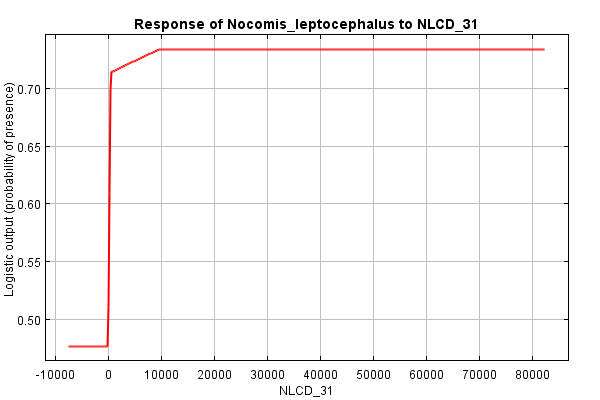 Response of Nocomis_leptocephalus to NLCD_31
Logistic output (probability of presence)
0.70
0.65
0.60
0.55
0.50
-10000 0 10000 20000 30000 40000 50000 60000 70000 80000
NLCD_31